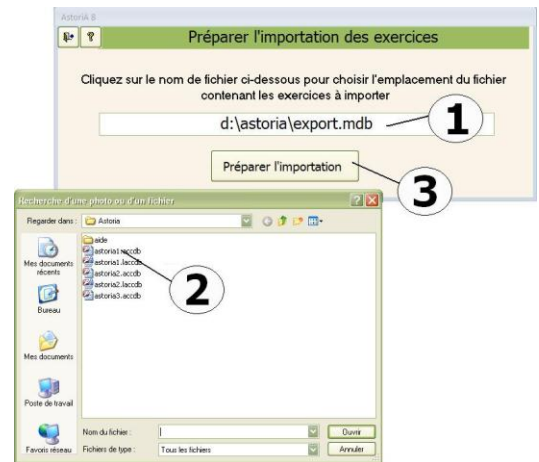 AstoriA 8
Préparer l'importation des exercices
Cliquez sur le nom de fichier ci-dessous pour choisir l'emplacement du fichier
contenant les exercices à importer
d:\astoria\export.mdb
1
Préparer l'importation
3
Recherche d'une photo ou d'un fichier
Regarder dans :
Astoria
Mes documents
récents
Bureau
Mes documents
Poste de travail
Favoris réseau
aide
astoria1.accdb
astoria1.laccdb
astoria2.accdb
astoria2.laccdb
astoria3.accdb
2
Nom du fichier :
Ouvrir
Fichiers de type :
Tous les fichiers
Annuler